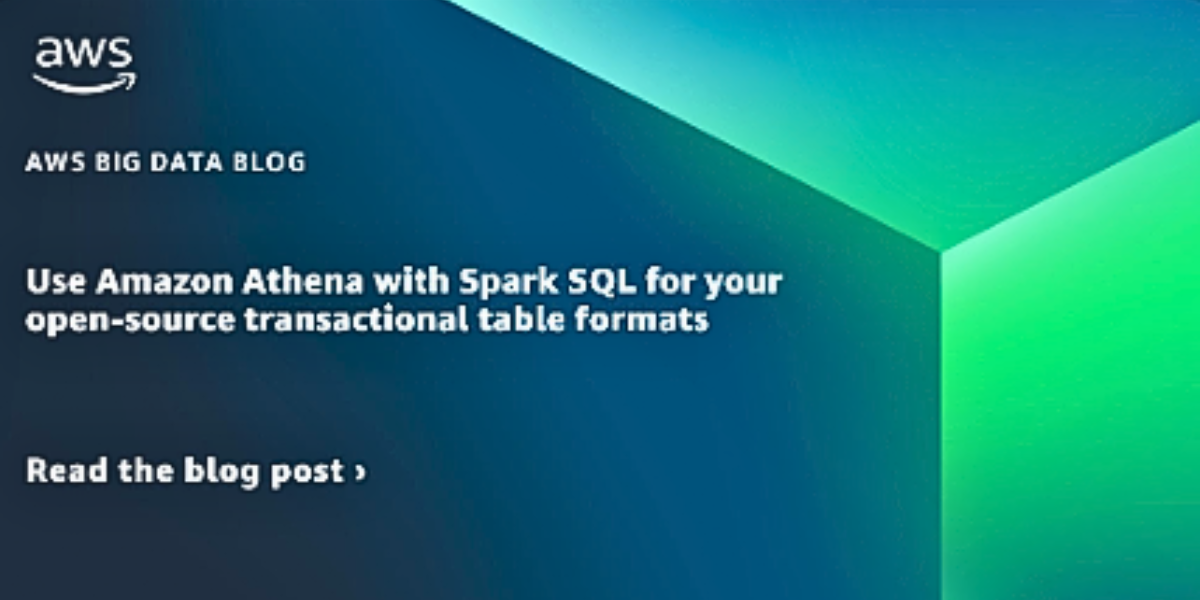 aws
AWS BIG DATA BLOG
Use Amazon Athena with Spark SQL for your
open-source transactional table formats
Read the blog post ›